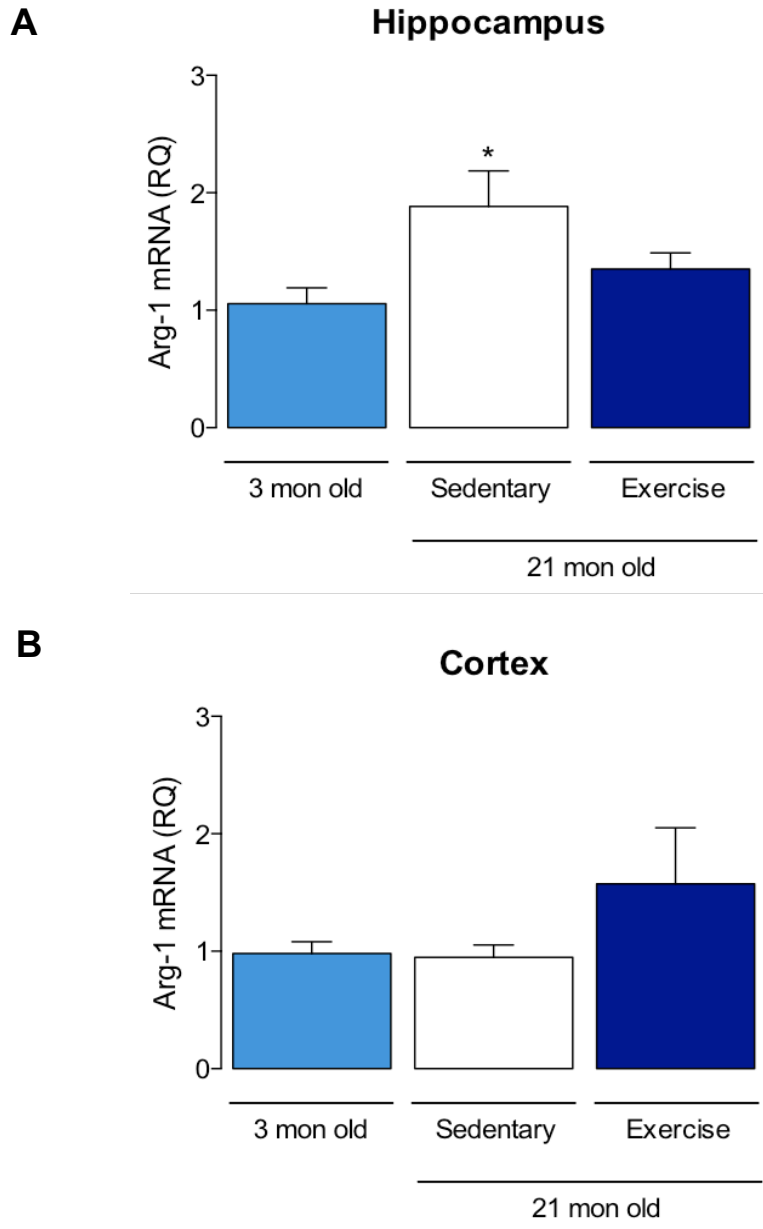 A
Hippocampus
3
2
1
0
Arg-1 mRNA (RQ)
*
3 mon old
Sedentary
Exercise
21 mon old
B
Cortex
3
2
1
0
Arg-1 mRNA (RQ)
3 mon old
Sedentary
Exercise
21 mon old